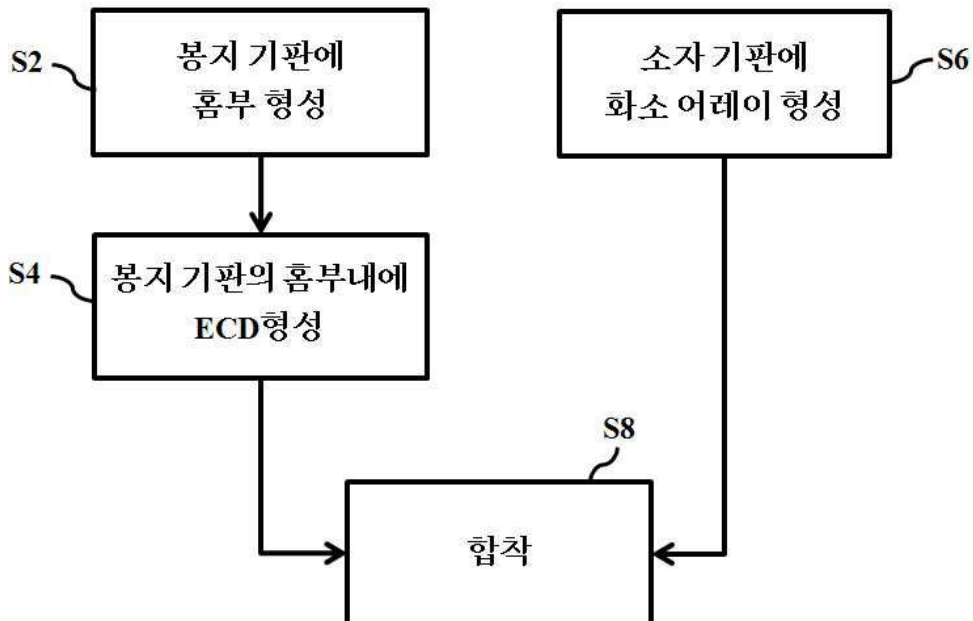 S2
봉지 기판에
홈부 형성
S6
소자 기판에
화소 어레이 형성
S4
봉지 기판의 홈부내에
ECD형성
S8
합착